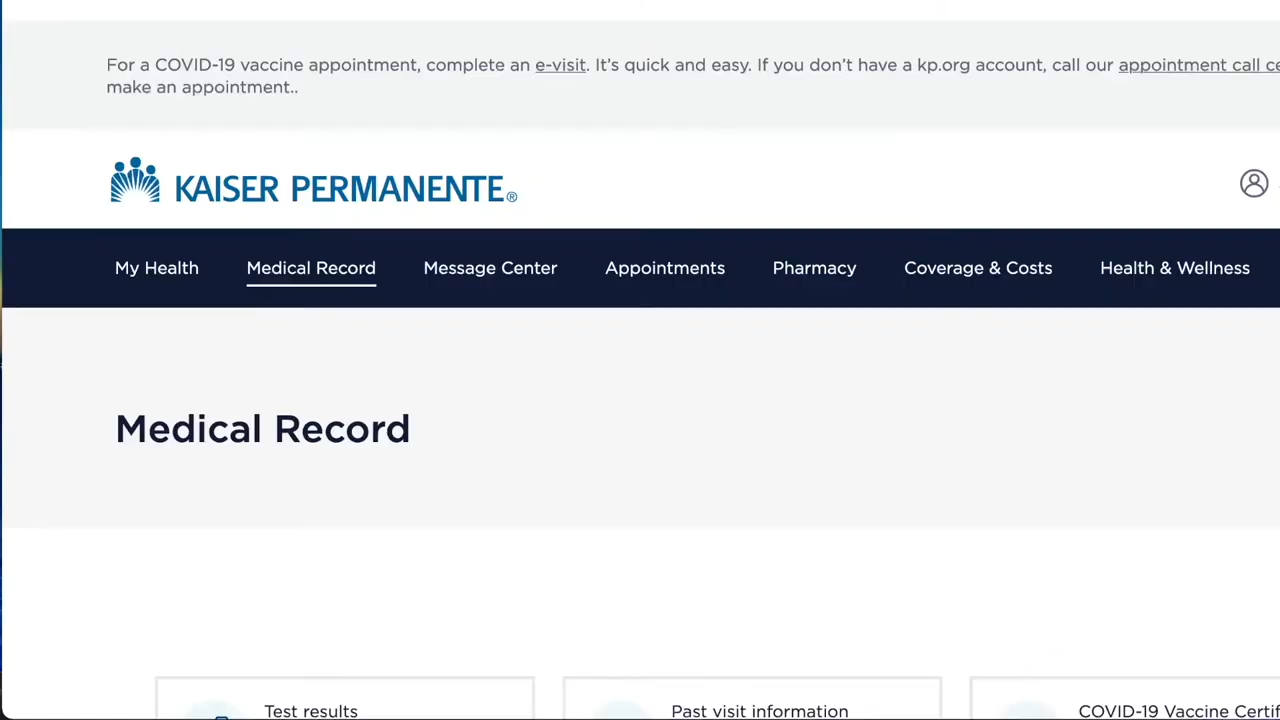 For a COVID-19 vaccine appointment, complete an e-visit. It's quick and easy. If you don't have a kp.org account, call our appointment call
make an appointment..
KAISER PERMANENTE®
My Health Medical Record Message Center Appointments Pharmacy Coverage & Costs Health & Wellness
Medical Record
Test results Past visit information COVID-19 Vaccine